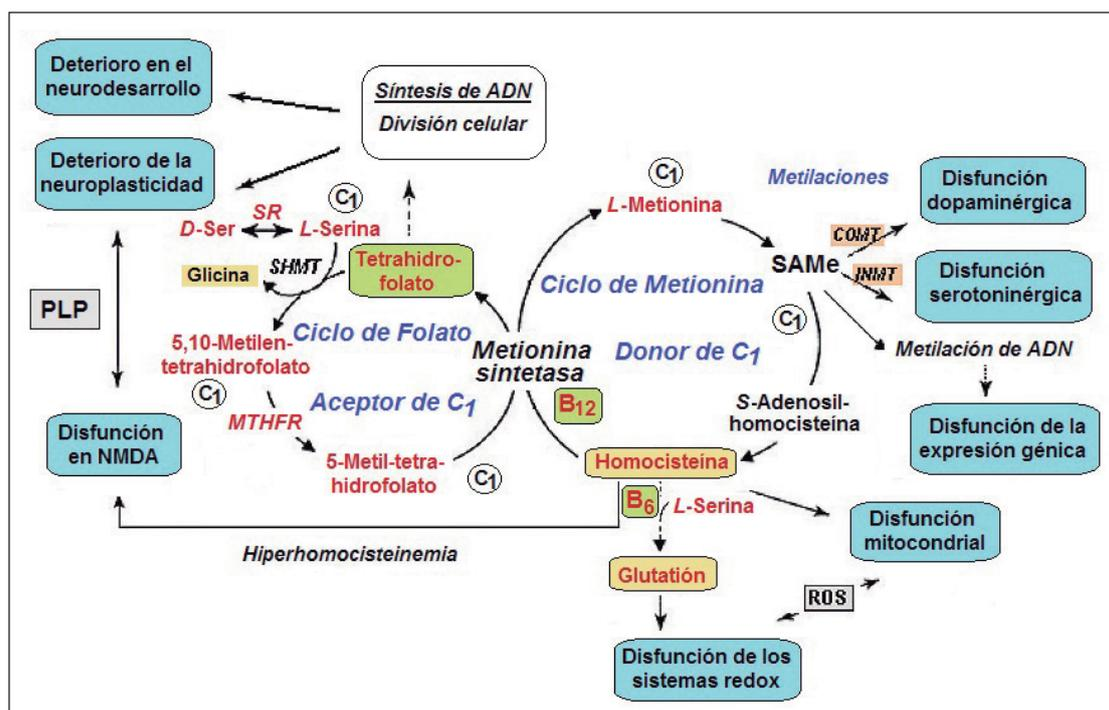 Deterioro en el
neurodesarrollo
Síntesis de ADN
División celular
Deterioro de la
neuroplasticidad
C1
L-Metionina
Metilaciones
Disfunción
dopaminérgica
COMT
SAMe
INMT
Disfunción
serotoninérgica
C1
D-Ser
SR
L-Serina
C1
Glicina
SHMT
Tetrahidro-
folato
PLP
Ciclo de Metionina
Ciclo de Folato
5,10-Metilen-
tetrahidrofolato
C1
Metionina
sintetasa
Donor de C1
Metilación de ADN
B12
MTHFR
Aceptor de C1
S-Adenosil-
homocisteína
Disfunción de la
expresión génica
Disfunción
en NMDA
5-Metil-tetra-
hidrofolato
C1
Homocisteína
B6
L-Serina
Hiperhomocisteinemia
Disfunción
mitocondrial
Glutatión
ROS
Disfunción de los
sistemas redox